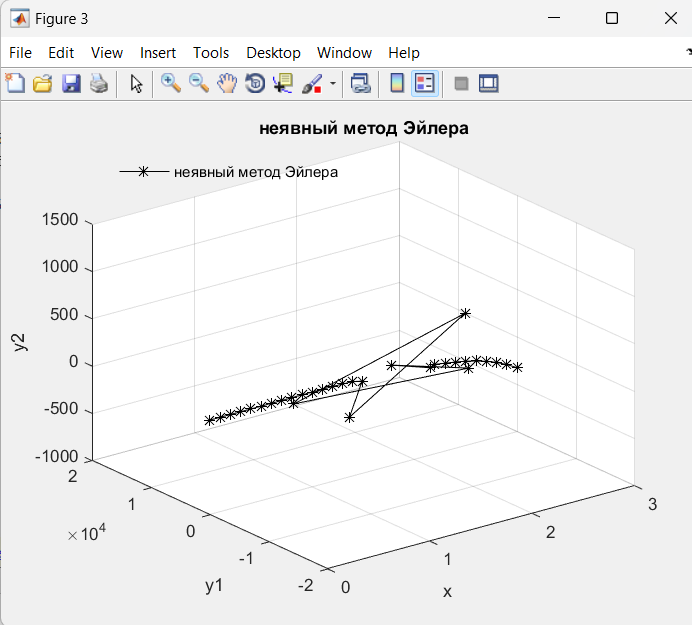 Figure 3
File Edit View Insert Tools Desktop Window Help
неявный метод Эйлера
неявный метод Эйлера
1500
1000
500
0
-500
-1000
y2
2
1
0
-1
-2
×10⁴
y1
0
1
2
3
x